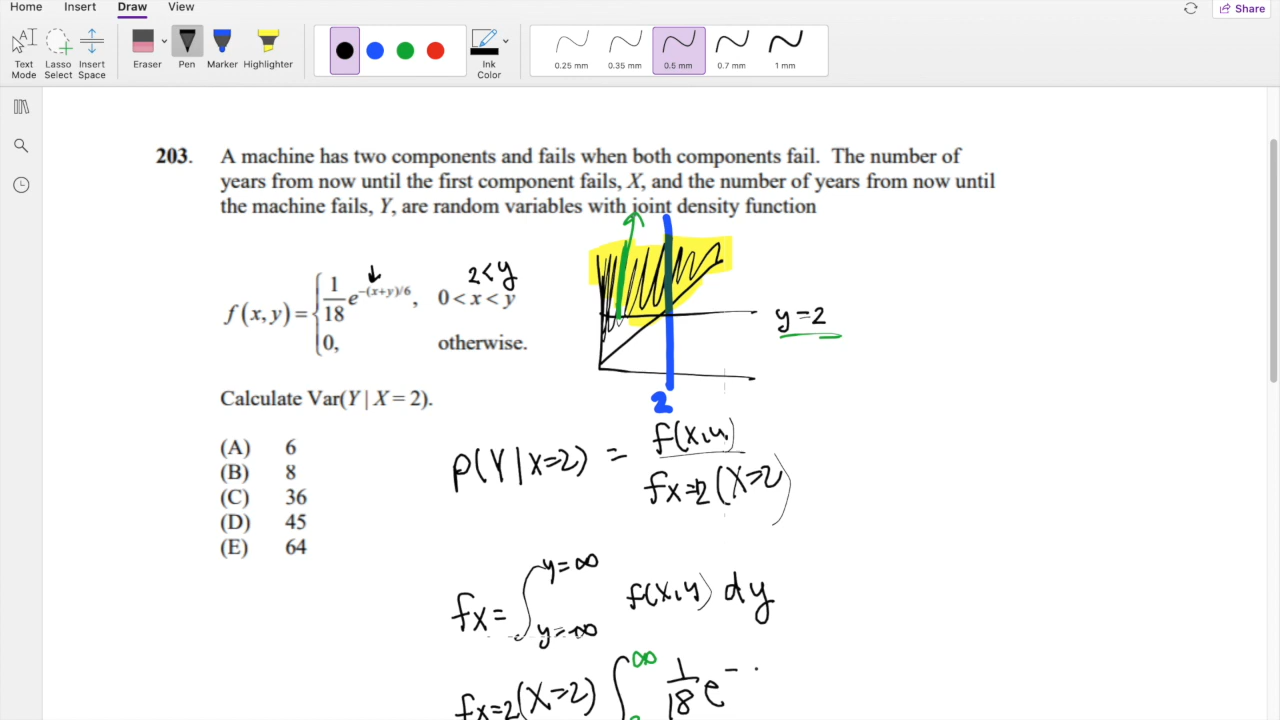 Home Insert Draw View
Share
Text Mode
Lasso Select
Insert Space
Eraser
Pen
Marker
Highlighter
Ink Color
0.25 mm
0.35 mm
0.5 mm
0.7 mm
1 mm
203. A machine has two components and fails when both components fail. The number of
years from now until the first component fails, X, and the number of years from now until
the machine fails, Y, are random variables with joint density function
2<y
f(x,y) = { 1/18 e^{-(x+y)/6}, 0<x<y
0, otherwise.
y=2
2
Calculate Var(Y | X = 2).
(A) 6
(B) 8
(C) 36
(D) 45
(E) 64
P(Y|X=2) = f(x,y) / fx=2(X=2)
fx= ∫ y=∞ y=-∞ f(x,y) dy
fx=2(X=2) ∫ ∞ 1/18 e^-